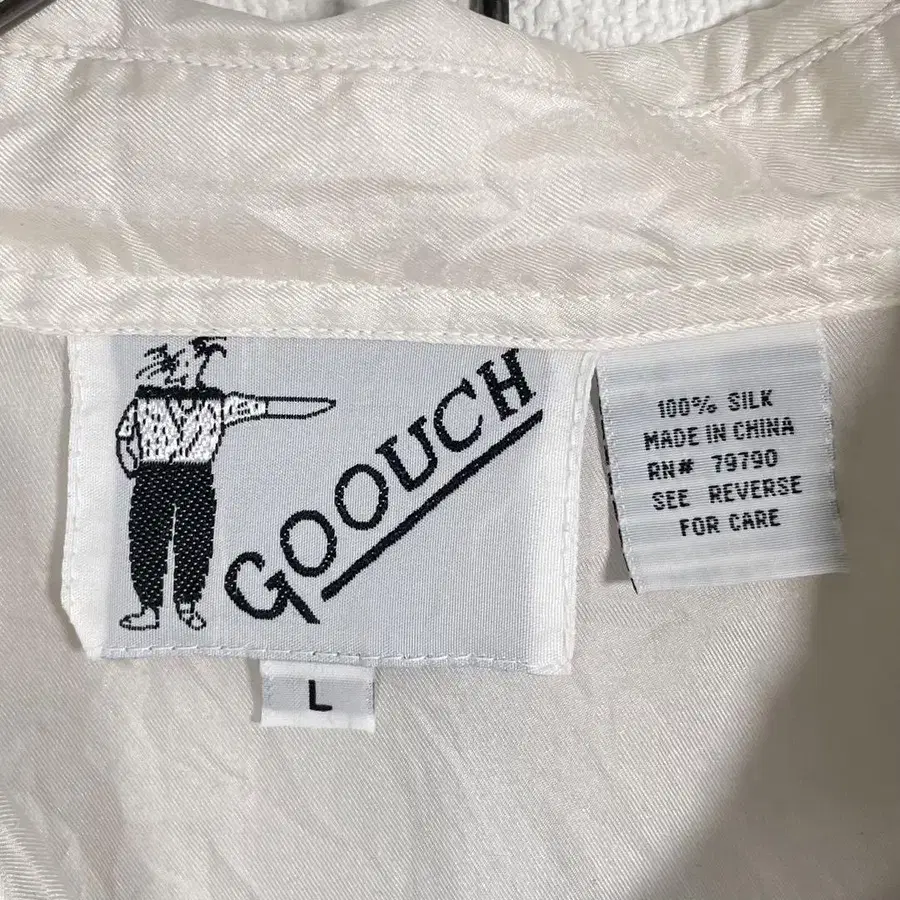 GOOUCH
L
100% SILK
MADE IN CHINA
RN# 79790
SEE REVERSE
FOR CARE